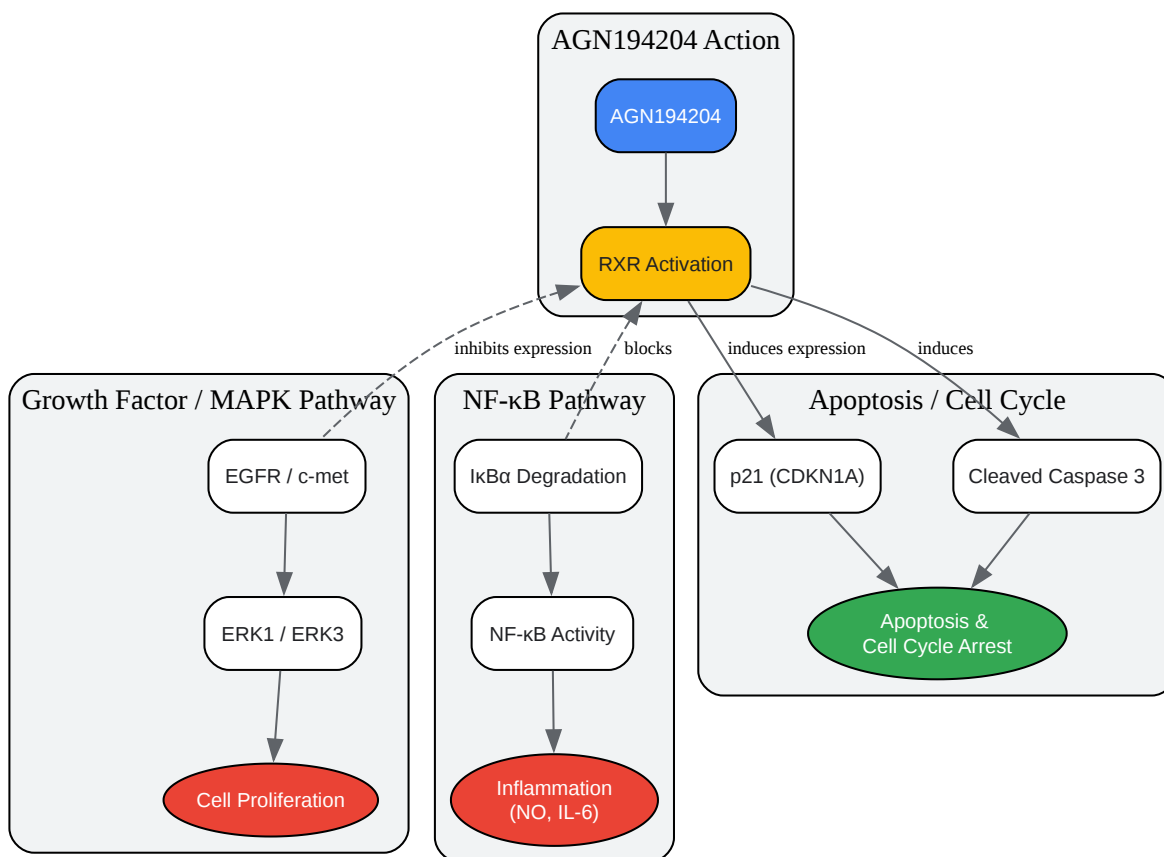 AGN194204 Action
AGN194204
RXR Activation
inhibits expression
blocks
induces expression
induces
Growth Factor / MAPK Pathway
EGFR / c-met
ERK1 / ERK3
Cell Proliferation
NF-κB Pathway
IκBα Degradation
NF-κB Activity
Inflammation
(NO, IL-6)
Apoptosis / Cell Cycle
p21 (CDKN1A)
Cleaved Caspase 3
Apoptosis &
Cell Cycle Arrest